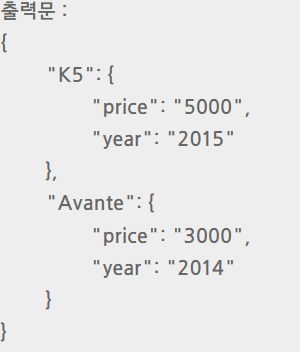 출력문 :
{
"K5": {
"price": "5000",
"year": "2015"
},
"Avante": {
"price": "3000",
"year": "2014"
}
}